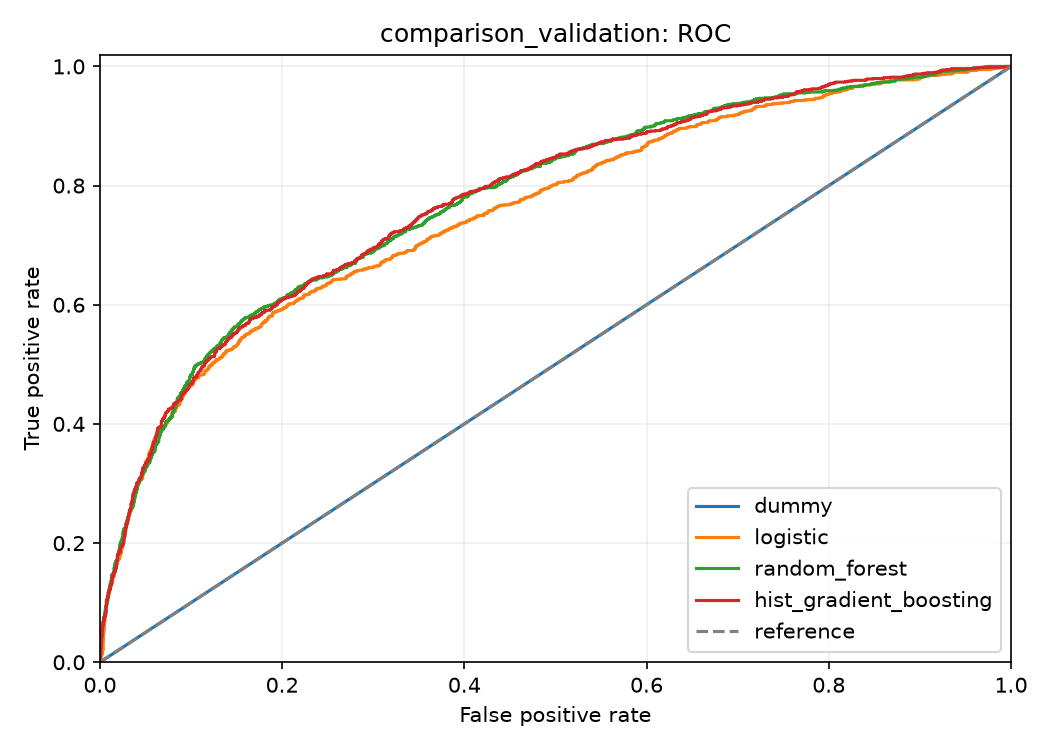 comparison_validation: ROC
1.0
0.8
0.6
0.4
0.2
0.0
True positive rate
0.0 0.2 0.4 0.6 0.8 1.0
False positive rate
dummy
logistic
random_forest
hist_gradient_boosting
reference